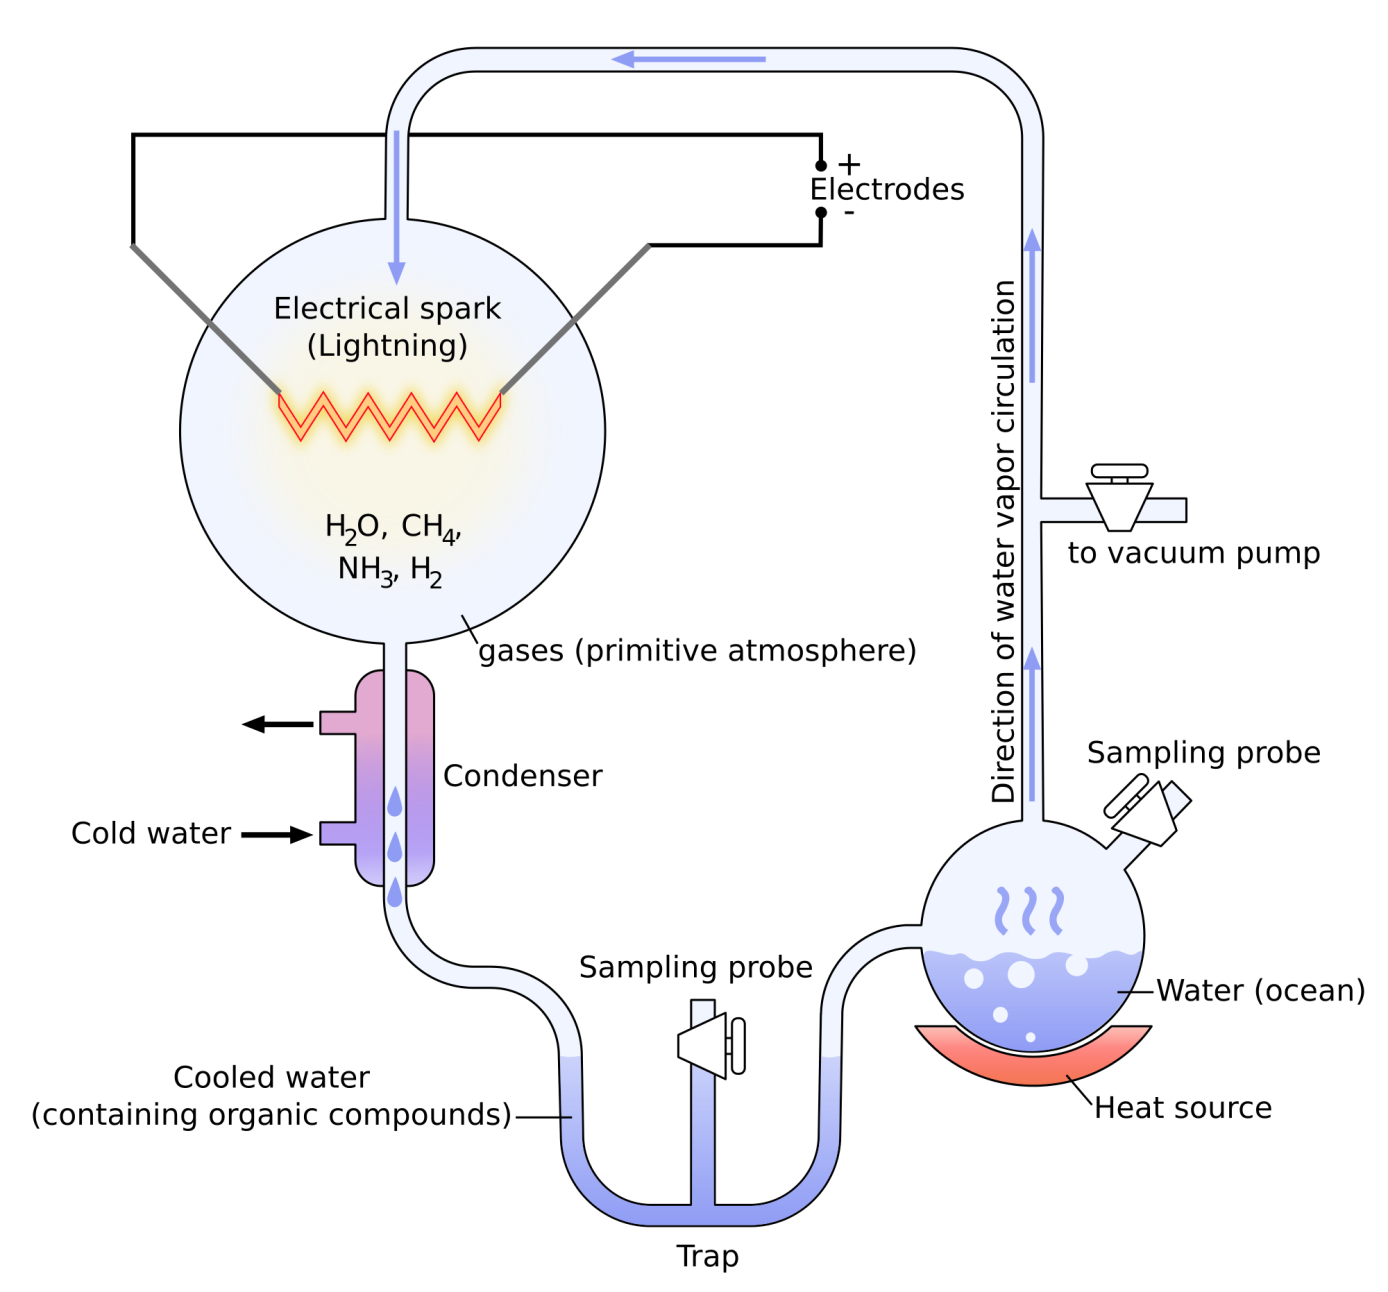 +
Electrodes
-
Electrical spark
(Lightning)
H₂O, CH₄,
NH₃, H₂
gases (primitive atmosphere)
Direction of water vapor circulation
to vacuum pump
Condenser
Cold water
Sampling probe
Sampling probe
Water (ocean)
Cooled water
(containing organic compounds)
Heat source
Trap